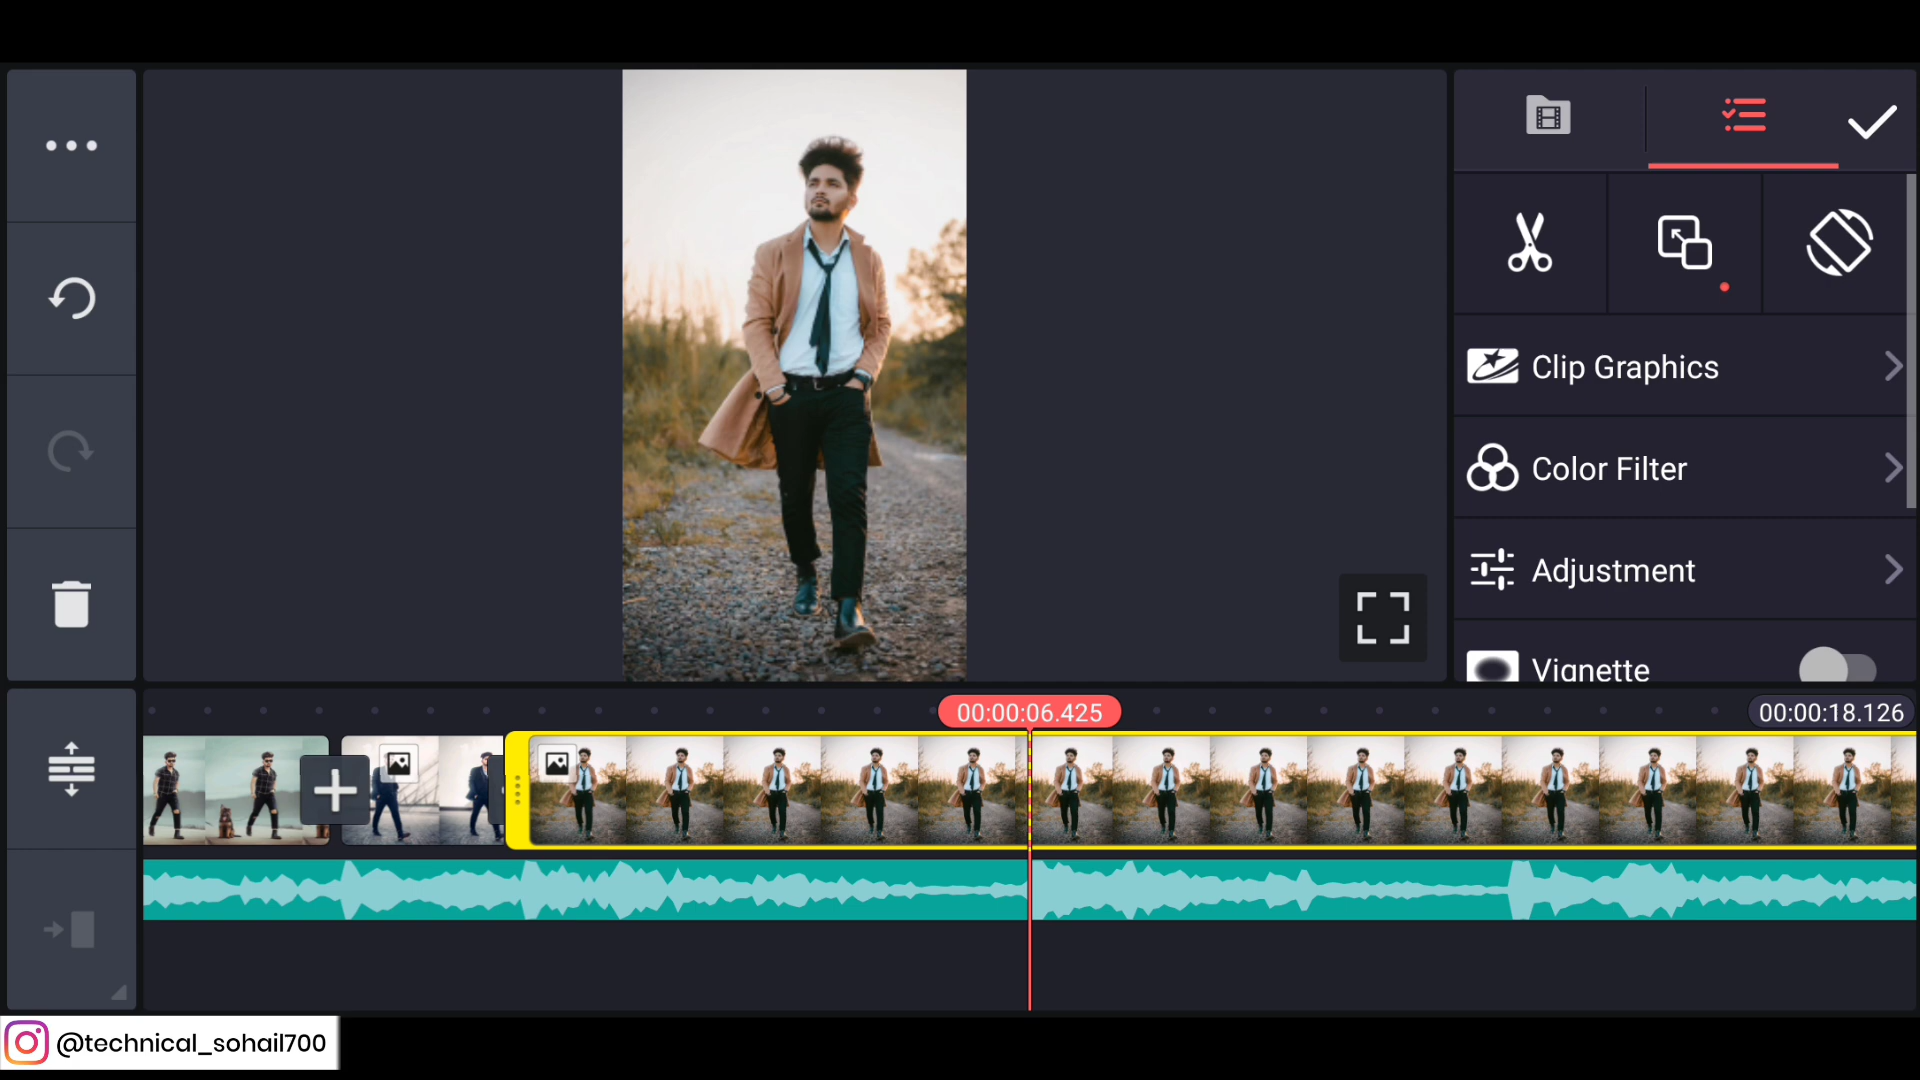 Clip Graphics
Color Filter
Adjustment
Vignette
00:00:06.425
00:00:18.126
@technical_sohail700